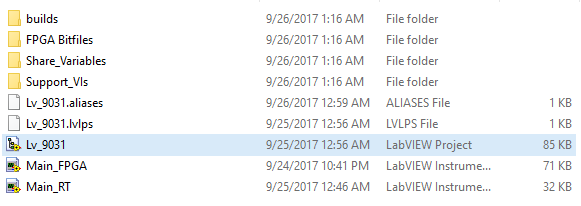 builds 9/26/2017 1:16 AM File folder
FPGA Bitfiles 9/26/2017 1:16 AM File folder
Share_Variables 9/26/2017 1:16 AM File folder
Support_VIs 9/26/2017 1:16 AM File folder
Lv_9031.aliases 9/26/2017 12:59 AM ALIASES File 1 KB
Lv_9031.lvlps 9/25/2017 12:56 AM LVLPS File 1 KB
Lv_9031 9/25/2017 12:56 AM LabVIEW Project 85 KB
Main_FPGA 9/24/2017 10:41 PM LabVIEW Instrume... 71 KB
Main_RT 9/25/2017 12:46 AM LabVIEW Instrume... 32 KB